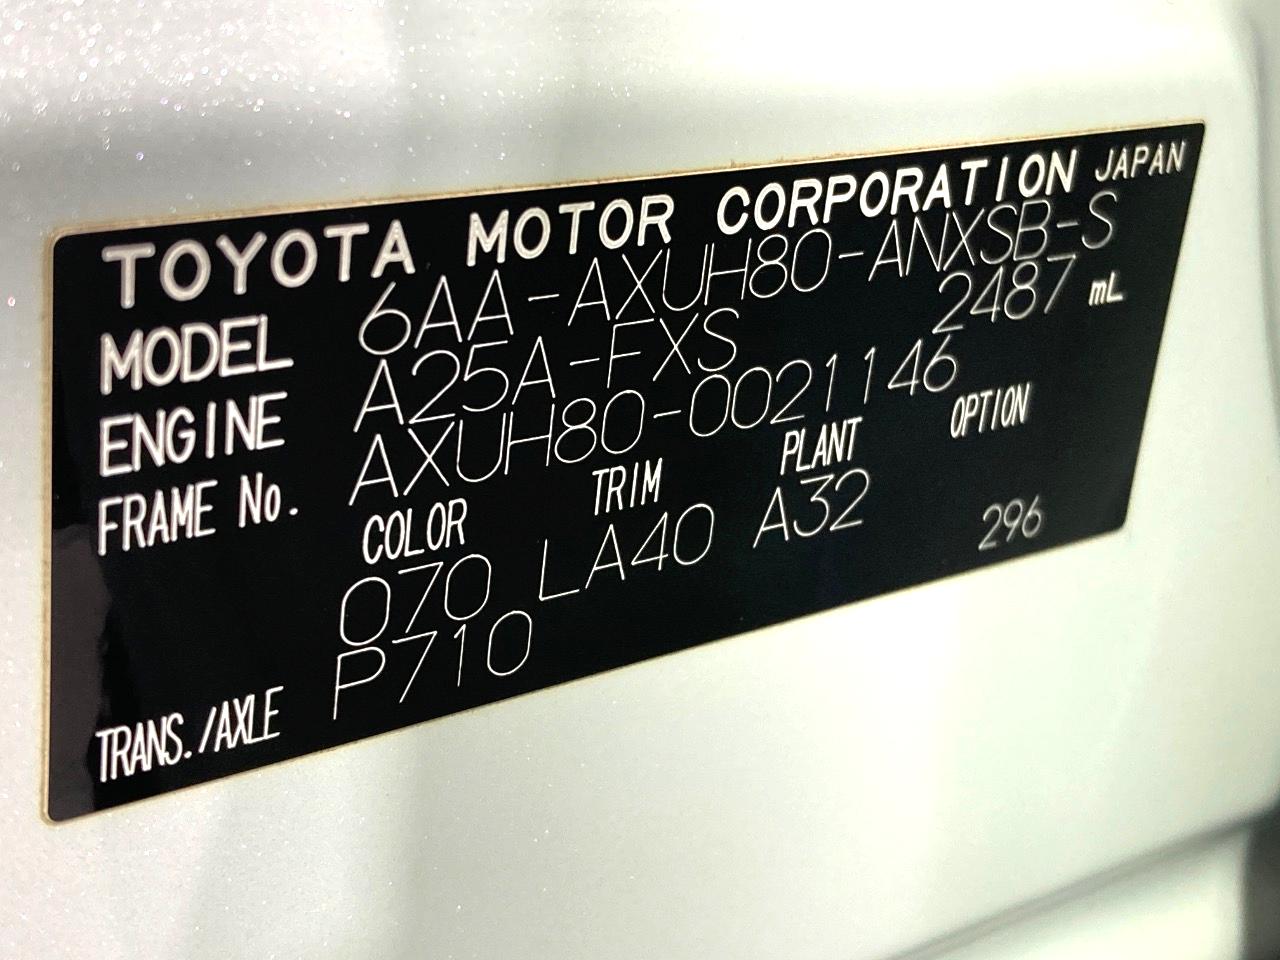 TOYOTA MOTOR CORPORATION JAPAN
MODEL 6AA-AXUH80-ANXSB-S
ENGINE A25A-FXS 2487 mL
FRAME No. AXUH80-0021146
COLOR TRIM PLANT OPTION
070 LA40 A32 296
TRANS./AXLE P710